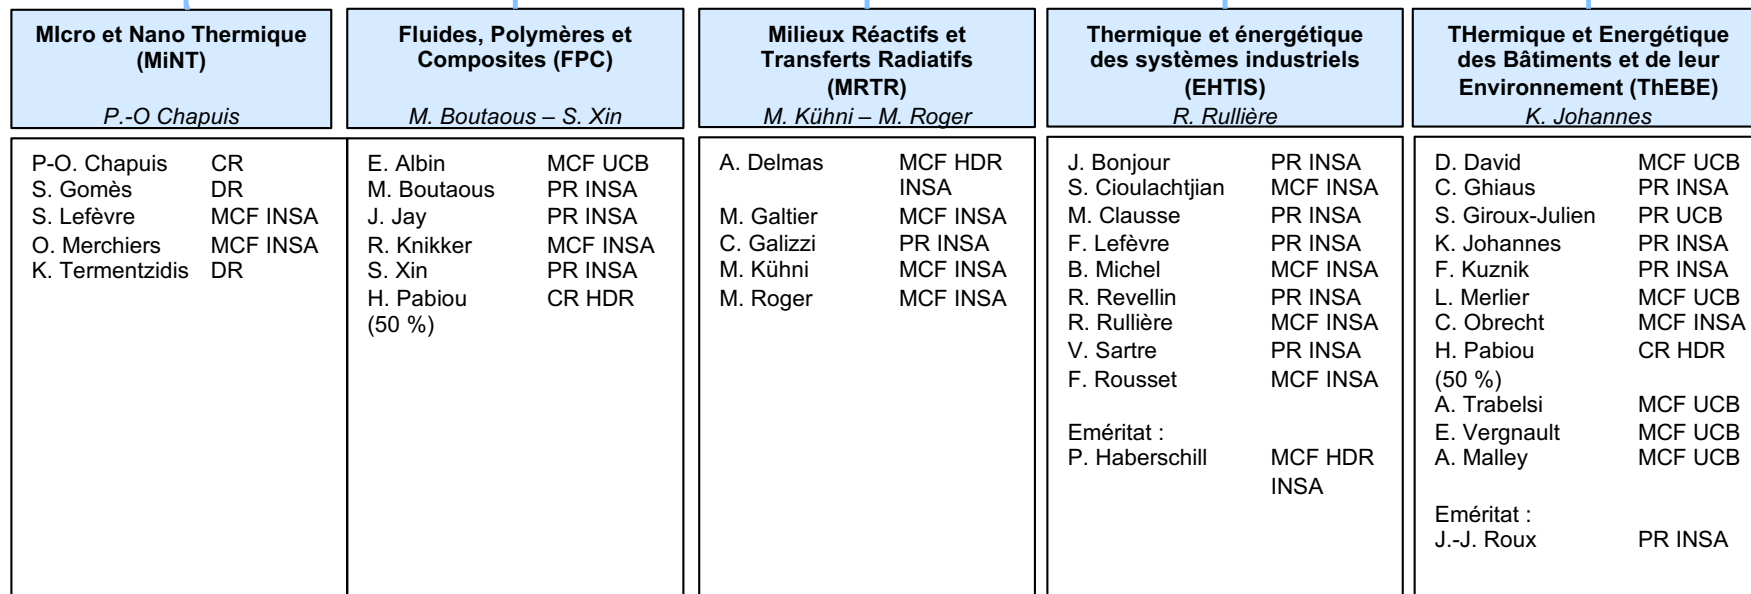 MIcro et Nano Thermique
(MiNT)
P.-O Chapuis
P-O. Chapuis CR
S. Gomès DR
S. Lefèvre MCF INSA
O. Merchiers MCF INSA
K. Termentzidis DR
Fluides, Polymères et
Composites (FPC)
M. Boutaous – S. Xin
E. Albin MCF UCB
M. Boutaous PR INSA
J. Jay PR INSA
R. Knikker MCF INSA
S. Xin PR INSA
H. Pabiou CR HDR
(50 %)
Milieux Réactifs et
Transferts Radiatifs
(MRTR)
M. Kühni – M. Roger
A. Delmas MCF HDR
INSA
M. Galtier MCF INSA
C. Galizzi PR INSA
M. Kühni MCF INSA
M. Roger MCF INSA
Thermique et énergétique
des systèmes industriels
(EHTIS)
R. Rullière
J. Bonjour PR INSA
S. Cioulachtjian MCF INSA
M. Clausse PR INSA
F. Lefèvre PR INSA
B. Michel MCF INSA
R. Revellin PR INSA
R. Rullière MCF INSA
V. Sartre PR INSA
F. Rousset MCF INSA
Eméritat :
P. Haberschill MCF HDR
INSA
THermique et Energétique
des Bâtiments et de leur
Environnement (ThEBE)
K. Johannes
D. David MCF UCB
C. Ghiaus PR INSA
S. Giroux-Julien PR UCB
K. Johannes PR INSA
F. Kuznik PR INSA
L. Merlier MCF UCB
C. Obrecht MCF INSA
H. Pabiou CR HDR
(50 %)
A. Trabelsi MCF UCB
E. Vergnault MCF UCB
A. Malley MCF UCB
Eméritat :
J.-J. Roux PR INSA